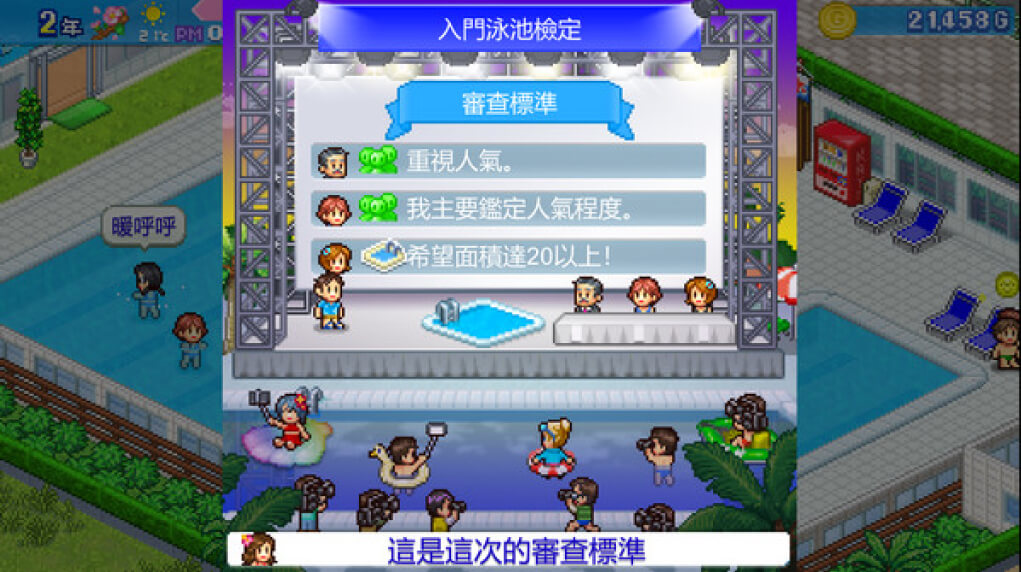 2年
21℃ PM
G 21,458G
入門泳池檢定
審查標準
重視人氣。
我主要鑑定人氣程度。
希望面積達20以上!
暖呼呼
這是這次的審查標準